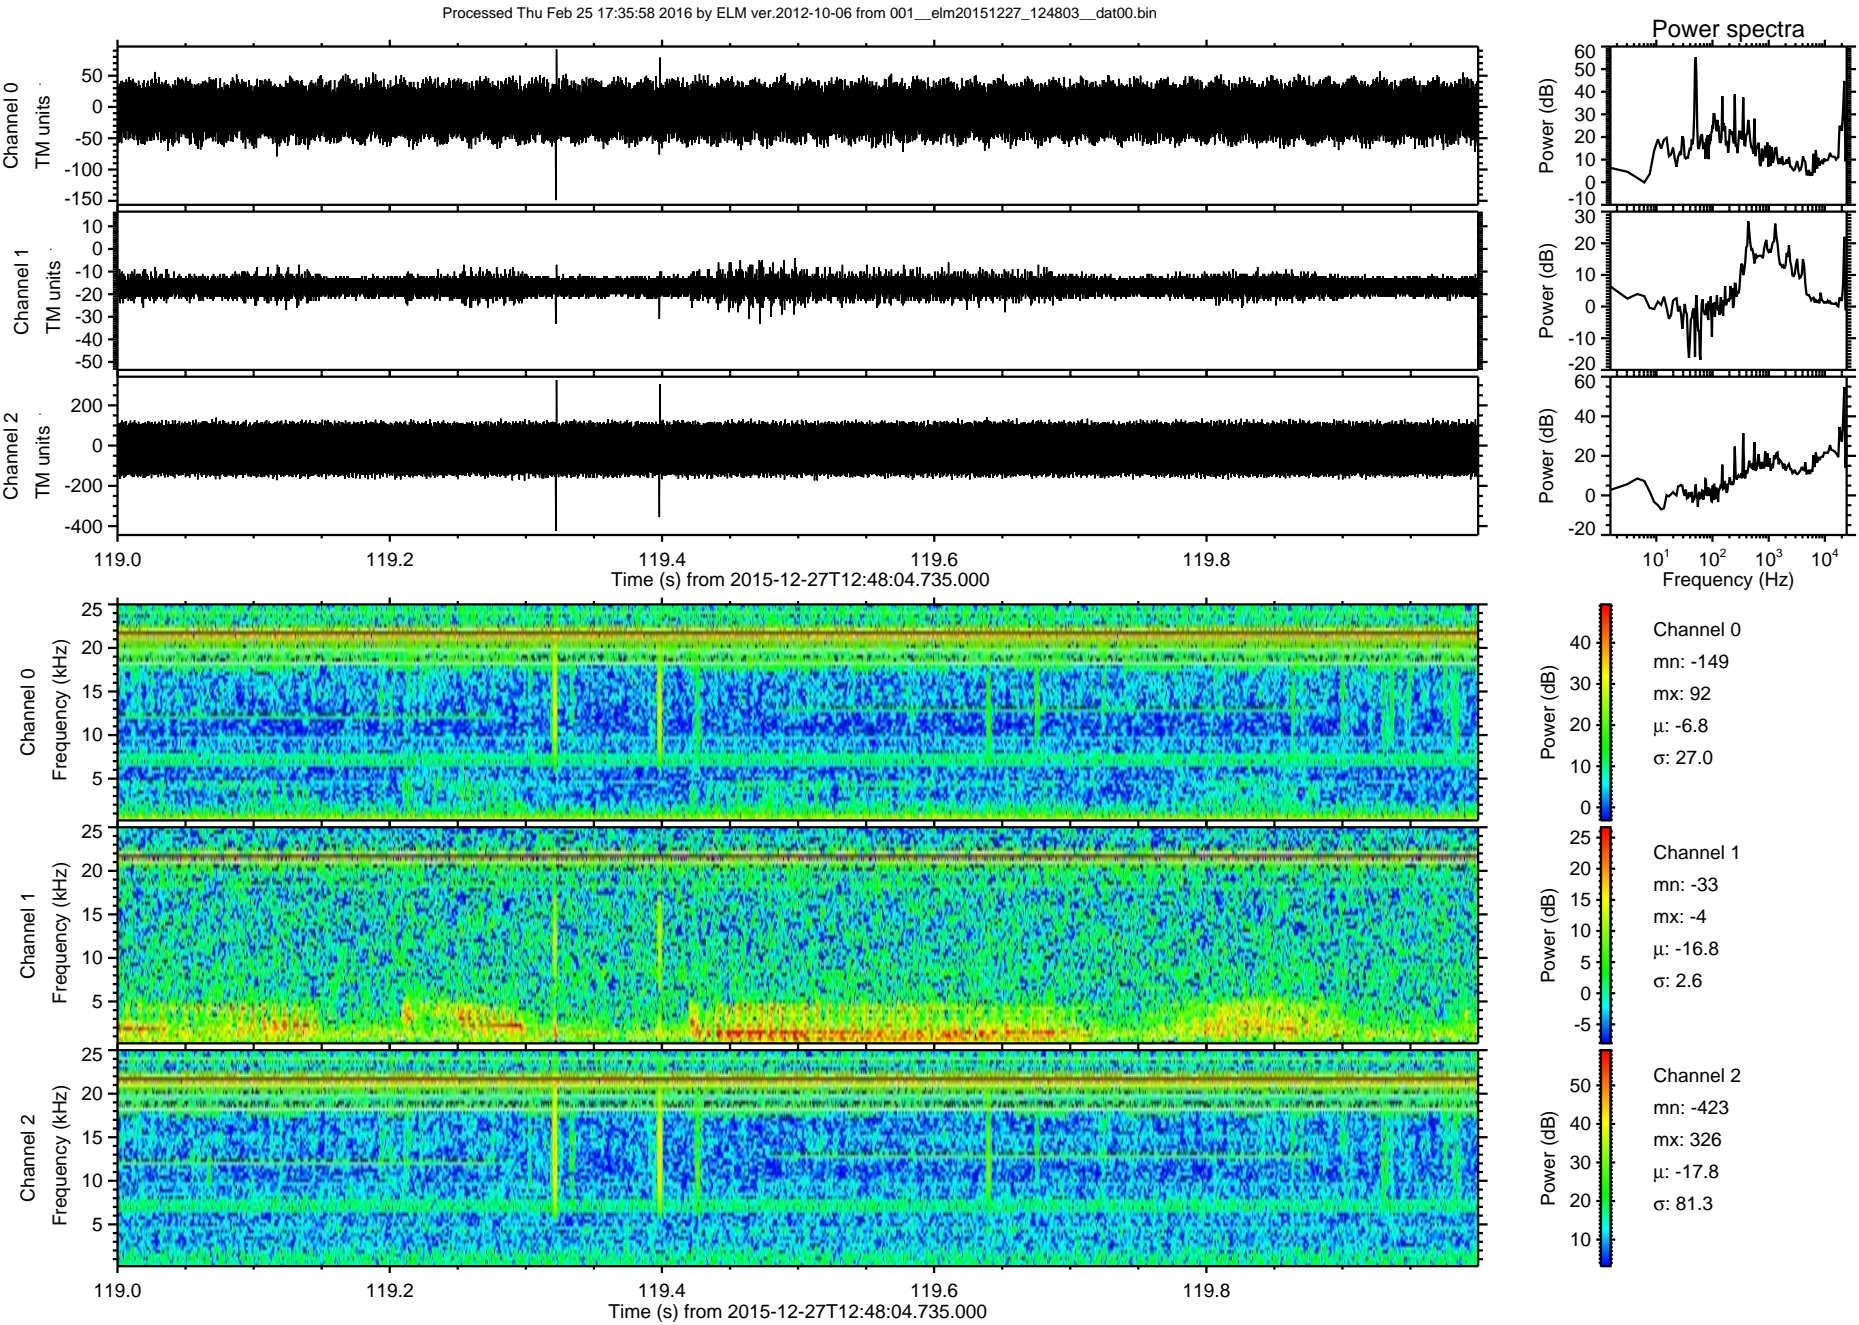 Processed Thu Feb 25 17:35:58 2016 by ELM ver.2012-10-06 from 001__elm20151227_124803__dat00.bin
Power spectra
Channel 0
TM units
50
0
-50
-100
-150
Power (dB)
60
50
40
30
20
10
0
-10
Channel 1
TM units
10
0
-10
-20
-30
-40
-50
Power (dB)
30
20
10
0
-10
-20
Channel 2
TM units
200
0
-200
-400
Power (dB)
60
40
20
0
-20
119.0 119.2 119.4 119.6 119.8
Time (s) from 2015-12-27T12:48:04.735.000
10¹ 10² 10³ 10⁴
Frequency (Hz)
Channel 0
Frequency (kHz)
25
20
15
10
5
Power (dB)
40
30
20
10
0
Channel 0
mn: -149
mx: 92
μ: -6.8
σ: 27.0
Channel 1
Frequency (kHz)
25
20
15
10
5
Power (dB)
25
20
15
10
5
0
-5
Channel 1
mn: -33
mx: -4
μ: -16.8
σ: 2.6
Channel 2
Frequency (kHz)
25
20
15
10
5
Power (dB)
50
40
30
20
10
Channel 2
mn: -423
mx: 326
μ: -17.8
σ: 81.3
119.0 119.2 119.4 119.6 119.8
Time (s) from 2015-12-27T12:48:04.735.000